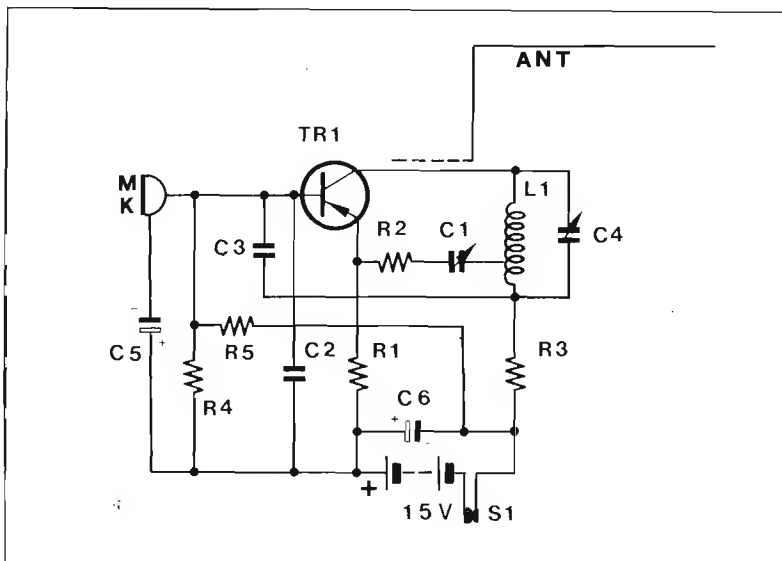 ANT
TR1
M
K
L1
R2
C1
C4
C3
C5
R5
C2
R1
R3
R4
C6
+
-
+
-
+
15V
S1